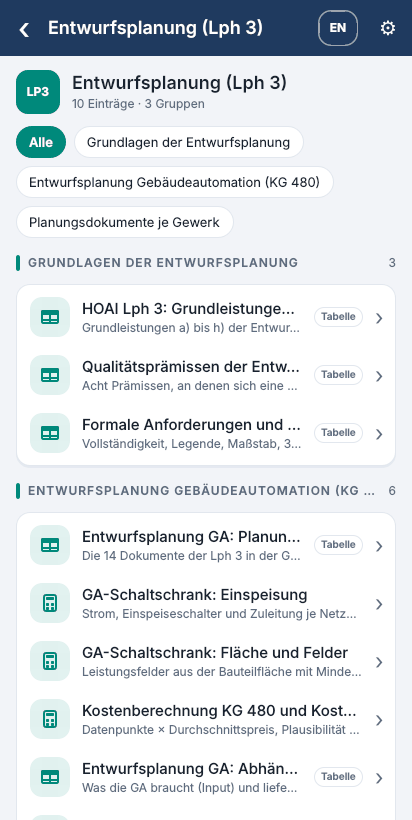 Entwurfsplanung (Lph 3)
EN
LP3
Entwurfsplanung (Lph 3)
10 Einträge · 3 Gruppen
Alle
Grundlagen der Entwurfsplanung
Entwurfsplanung Gebäudeautomation (KG 480)
Planungsdokumente je Gewerk
GRUNDLAGEN DER ENTWURFSPLANUNG
3
HOAI Lph 3: Grundleistunge...
Grundleistungen a) bis h) der Entwur...
Tabelle
Qualitätsprämissen der Entw...
Acht Prämissen, an denen sich eine ...
Tabelle
Formale Anforderungen und ...
Vollständigkeit, Legende, Maßstab, 3...
Tabelle
ENTWURFSPLANUNG GEBÄUDEAUTOMATION (KG ...
6
Entwurfsplanung GA: Planun...
Die 14 Dokumente der Lph 3 in der G...
Tabelle
GA-Schaltschrank: Einspeisung
Strom, Einspeiseschalter und Zuleitung je Netz...
GA-Schaltschrank: Fläche und Felder
Leistungsfelder aus der Bauteilfläche mit Minde...
Kostenberechnung KG 480 und Kost...
Datenpunkte × Durchschnittspreis, Plausibilität ...
Entwurfsplanung GA: Abhän...
Was die GA braucht (Input) und liefe...
Tabelle